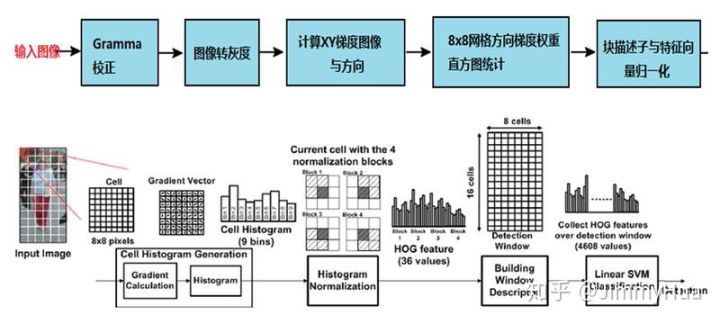 输入图像
Gramma
校正
图像转灰度
计算XY梯度图像
与方向
8x8网格方向梯度权重
直方图统计
块描述子与特征向
量归一化
Input Image
Cell
8x8 pixels
Gradient Vector
Cell Histogram
(9 bins)
Current cell with the 4
normalization blocks
Block 1
Block 2
Block 3
Block 4
HOG feature
(36 values)
Block
1
Block
2
Block
3
Block
4
8 cells
16 cells
Detection
Window
Collect HOG features
over detection window
(4608 values)
Cell Histogram Generation
Gradient
Calculation
Histogram
Histogram
Normalization
Building
Window
Descriptor
Linear SVM
Classification
Detection
知乎 @JimmyHua